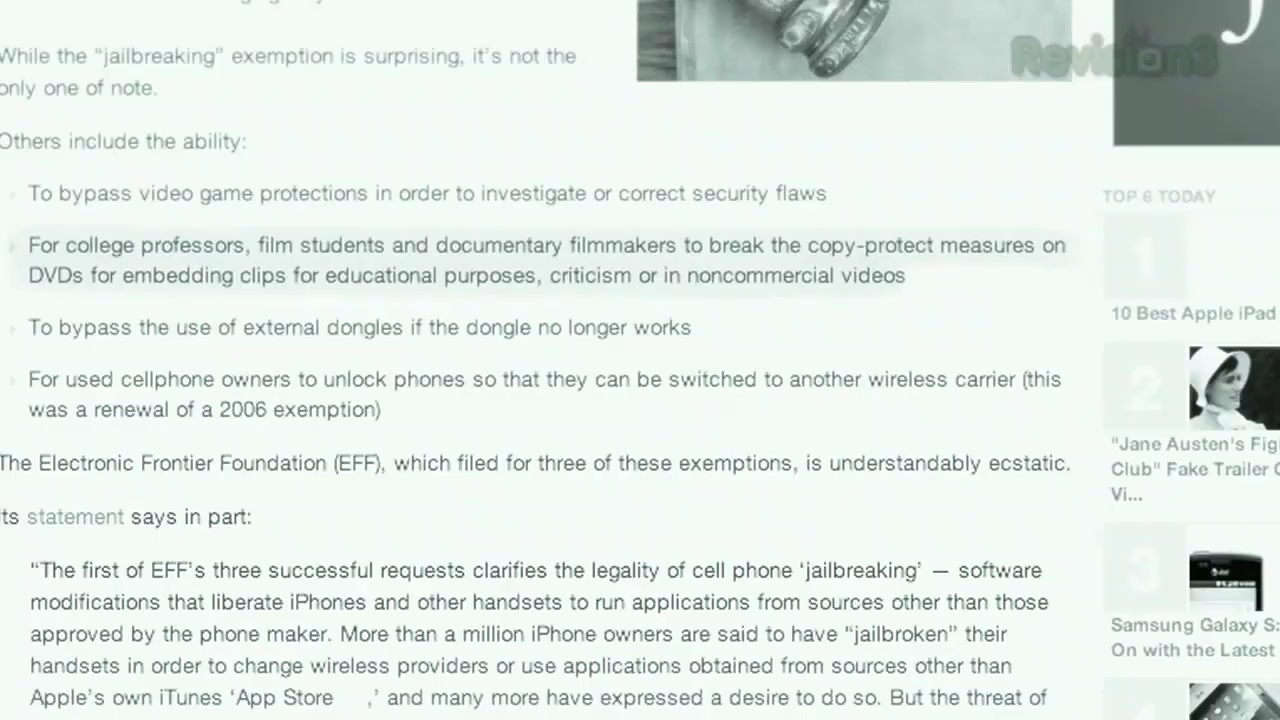 While the “jailbreaking” exemption is surprising, it’s not the
only one of note.
Others include the ability:
To bypass video game protections in order to investigate or correct security flaws
For college professors, film students and documentary filmmakers to break the copy-protect measures on
DVDs for embedding clips for educational purposes, criticism or in noncommercial videos
To bypass the use of external dongles if the dongle no longer works
For used cellphone owners to unlock phones so that they can be switched to another wireless carrier (this
was a renewal of a 2006 exemption)
The Electronic Frontier Foundation (EFF), which filed for three of these exemptions, is understandably ecstatic.
Its statement says in part:
“The first of EFF’s three successful requests clarifies the legality of cell phone ‘jailbreaking’ — software
modifications that liberate iPhones and other handsets to run applications from sources other than those
approved by the phone maker. More than a million iPhone owners are said to have “jailbroken” their
handsets in order to change wireless providers or use applications obtained from sources other than
Apple’s own iTunes ‘App Store ,’ and many more have expressed a desire to do so. But the threat of
Revision3
TOP 6 TODAY
1
10 Best Apple iPad
2
"Jane Austen's Fig
Club" Fake Trailer
Vi...
3
Samsung Galaxy S:
On with the Latest